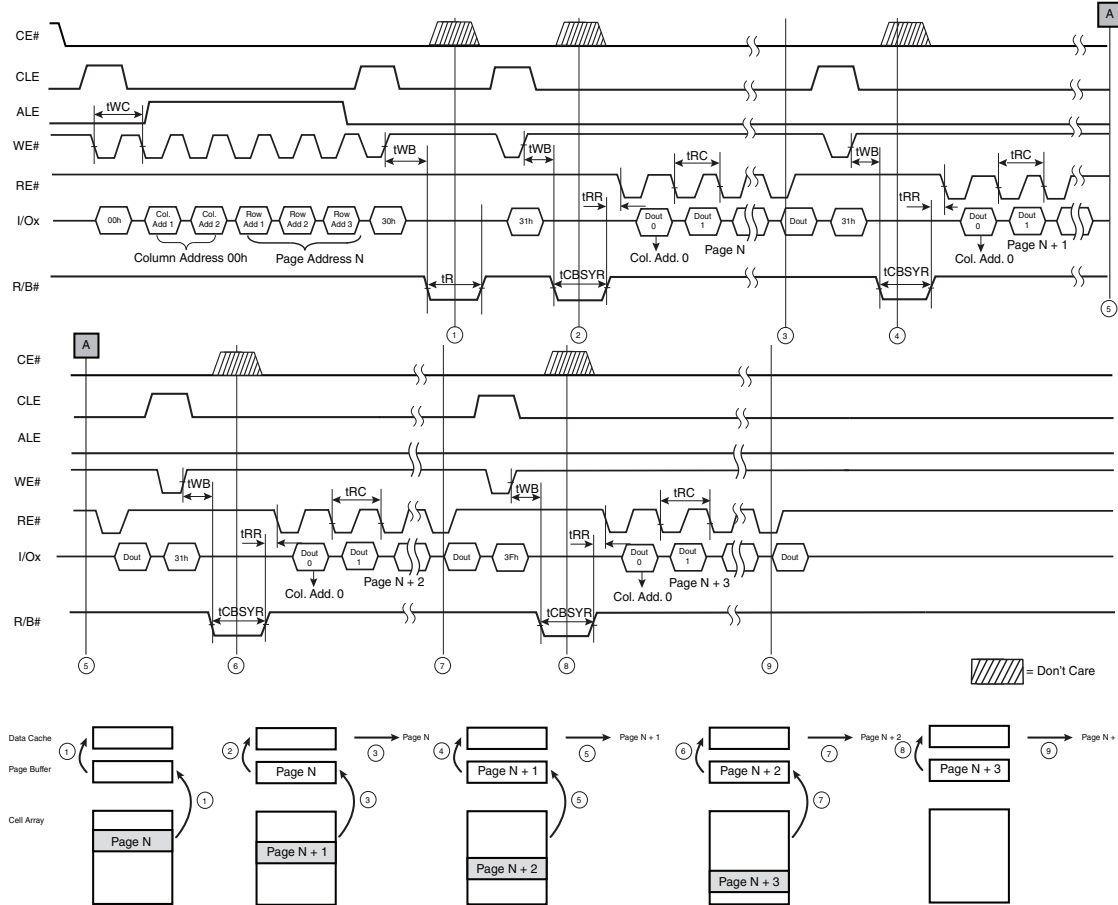 A
CE#
CLE
tWC
ALE
WE#
tWB
tWB
tWB
tRC
tRC
RE#
tRR
tRR
I/Ox
00h
Col. Add 1
Col. Add 2
Row Add 1
Row Add 2
Row Add 3
30h
31h
Dout 0
Dout 1
Dout
31h
Dout 0
Dout 1
Column Address 00h
Page Address N
Page N
Col. Add. 0
Page N + 1
Col. Add. 0
R/B#
tR
tCBSYR
tCBSYR
1
2
3
4
5
A
CE#
CLE
ALE
WE#
tWB
tWB
tRC
tRC
RE#
tRR
tRR
I/Ox
Dout
31h
Dout 0
Dout 1
Dout
3Fh
Dout 0
Dout 1
Dout
Page N + 2
Col. Add. 0
Page N + 3
Col. Add. 0
R/B#
tCBSYR
tCBSYR
5
6
7
8
9
= Don't Care
Data Cache
1
2
3
Page N
4
5
Page N + 1
6
7
Page N + 2
8
9
Page N +
Page Buffer
Page N
Page N + 1
Page N + 2
Page N + 3
1
3
5
7
Cell Array
Page N
Page N + 1
Page N + 2
Page N + 3